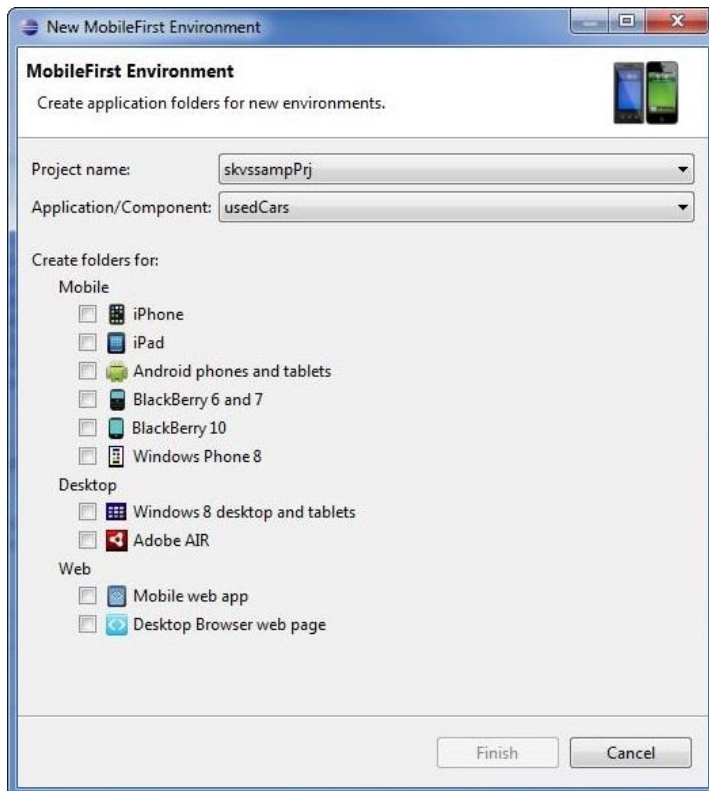 New MobileFirst Environment
MobileFirst Environment
Create application folders for new environments.
Project name: skvssampPrj
Application/Component: usedCars
Create folders for:
Mobile
iPhone
iPad
Android phones and tablets
BlackBerry 6 and 7
BlackBerry 10
Windows Phone 8
Desktop
Windows 8 desktop and tablets
Adobe AIR
Web
Mobile web app
Desktop Browser web page
Finish Cancel